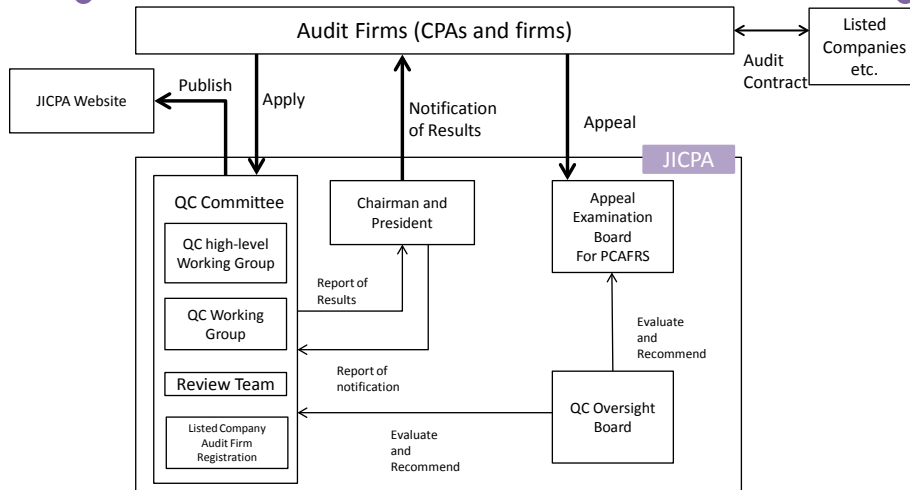 Audit Firms (CPAs and firms)
Listed
Companies
etc.
Audit
Contract
JICPA Website
Publish
Apply
Notification
of Results
Appeal
JICPA
QC Committee
QC high-level
Working Group
QC Working
Group
Review Team
Listed Company
Audit Firm
Registration
Chairman and
President
Report of
Results
Report of
notification
Appeal
Examination
Board
For PCAFRS
Evaluate
and
Recommend
QC Oversight
Board
Evaluate
and
Recommend